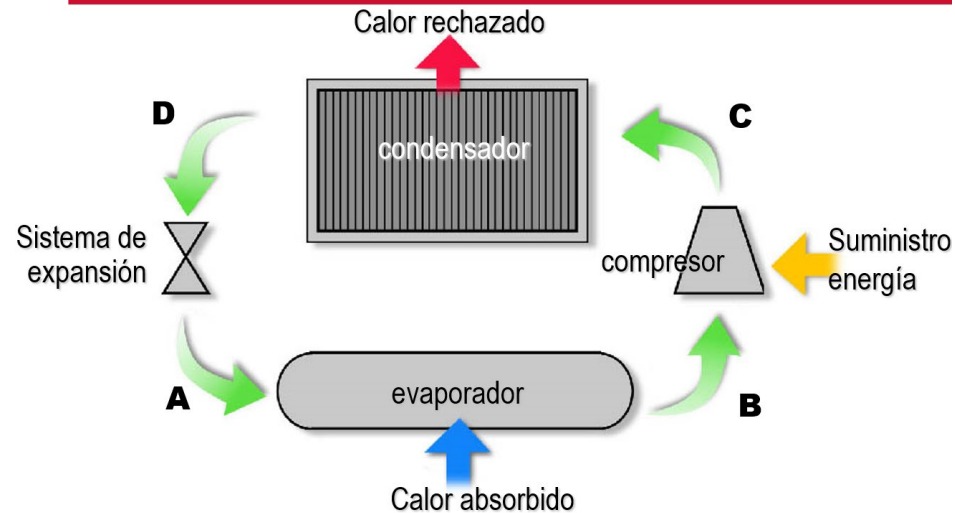 Calor rechazado
D
C
condensador
Sistema de
expansión
compresor
Suministro
energía
A
evaporador
B
Calor absorbido